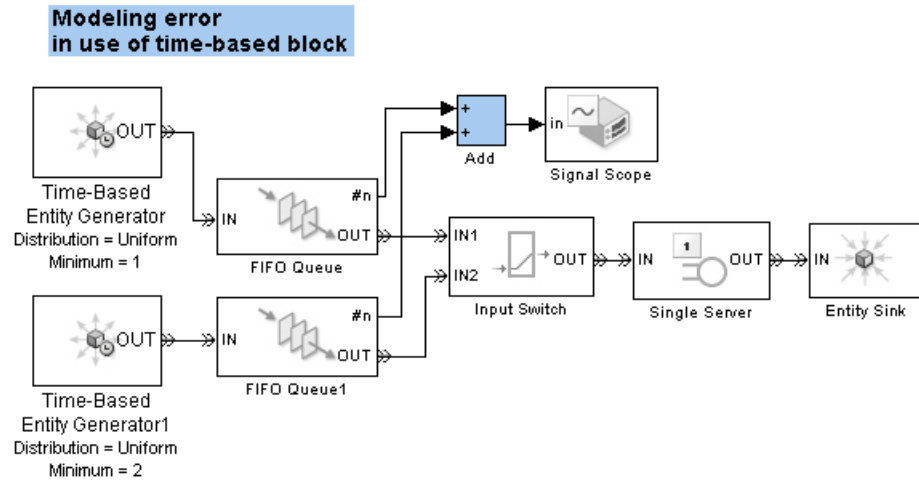 Modeling error
in use of time-based block
OUT
Time-Based
Entity Generator
Distribution = Uniform
Minimum = 1
IN
#n
OUT
FIFO Queue
+
+
Add
in
Signal Scope
IN1
IN2
OUT
Input Switch
IN
1
OUT
Single Server
IN
Entity Sink
OUT
Time-Based
Entity Generator1
Distribution = Uniform
Minimum = 2
IN
#n
OUT
FIFO Queue1